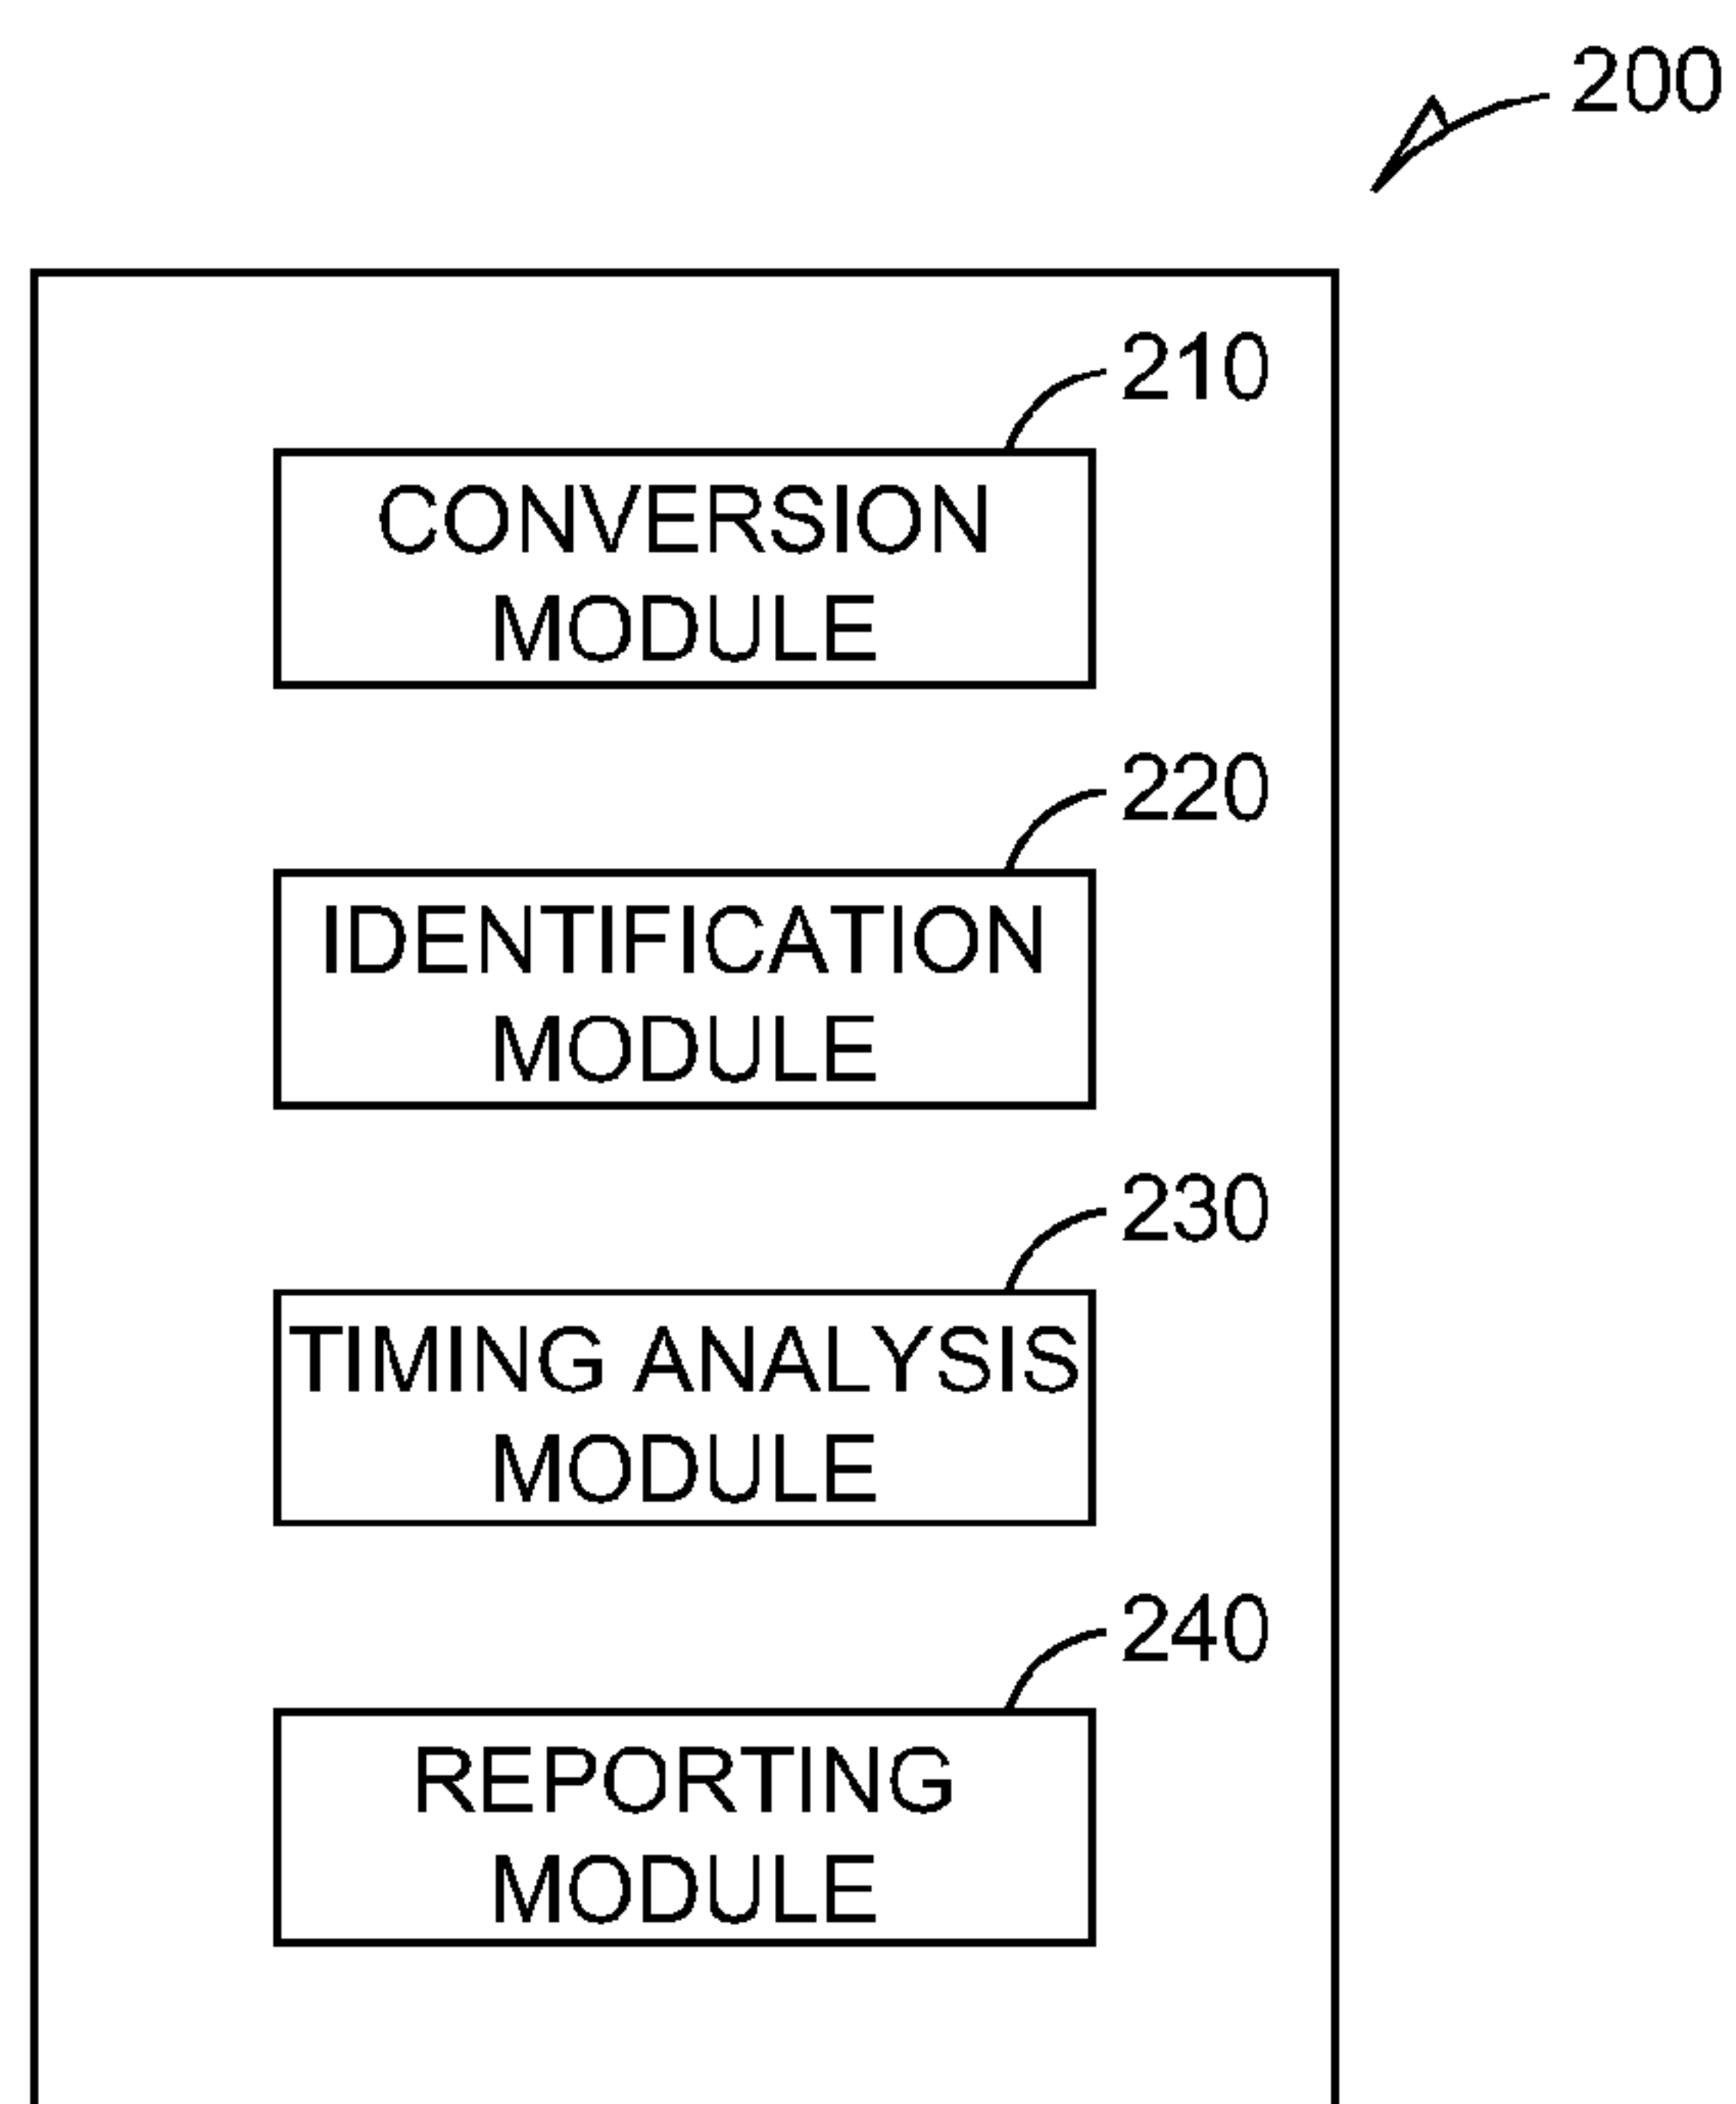 200
210
CONVERSION
MODULE
220
IDENTIFICATION
MODULE
230
TIMING ANALYSIS
MODULE
240
REPORTING
MODULE